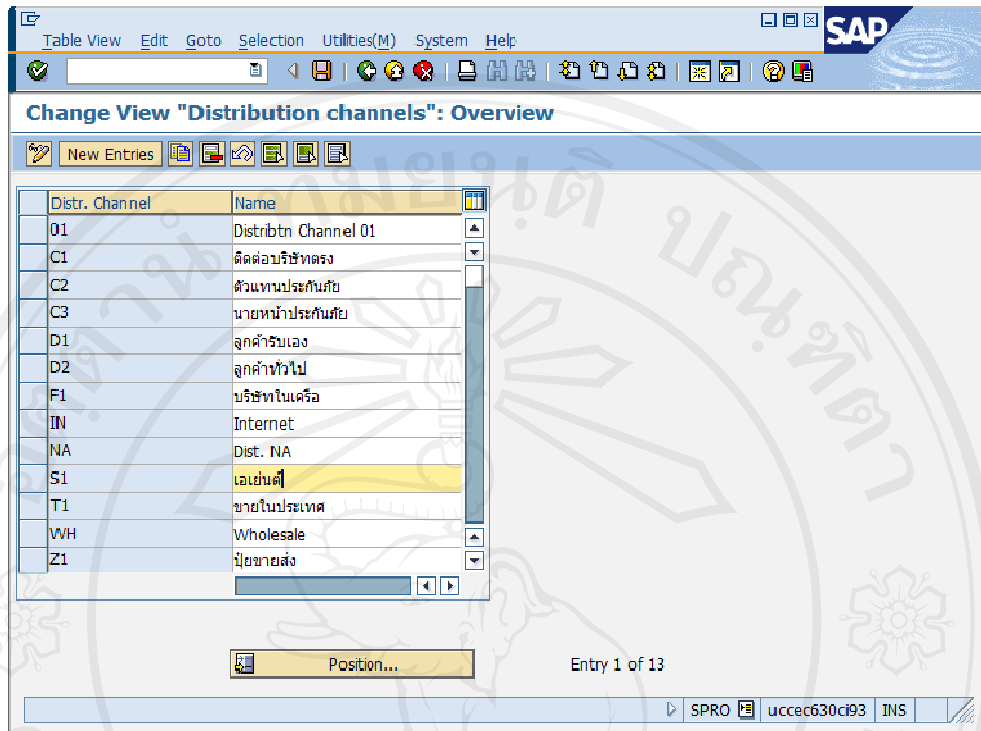 Table View Edit Goto Selection Utilities(M) System Help
SAP
Change View "Distribution channels": Overview
New Entries
Distr. Channel Name
01 Distribtn Channel 01
C1 ติดต่อบริษัทตรง
C2 ตัวแทนประกันภัย
C3 นายหน้าประกันภัย
D1 ลูกค้ารับเอง
D2 ลูกค้าทั่วไป
F1 บริษัทในเครือ
IN Internet
NA Dist. NA
S1 เอเย่นต์
T1 ขายในประเทศ
WH Wholesale
Z1 ปุ๋ยขายส่ง
Position...
Entry 1 of 13
SPRO uccec630ci93 INS